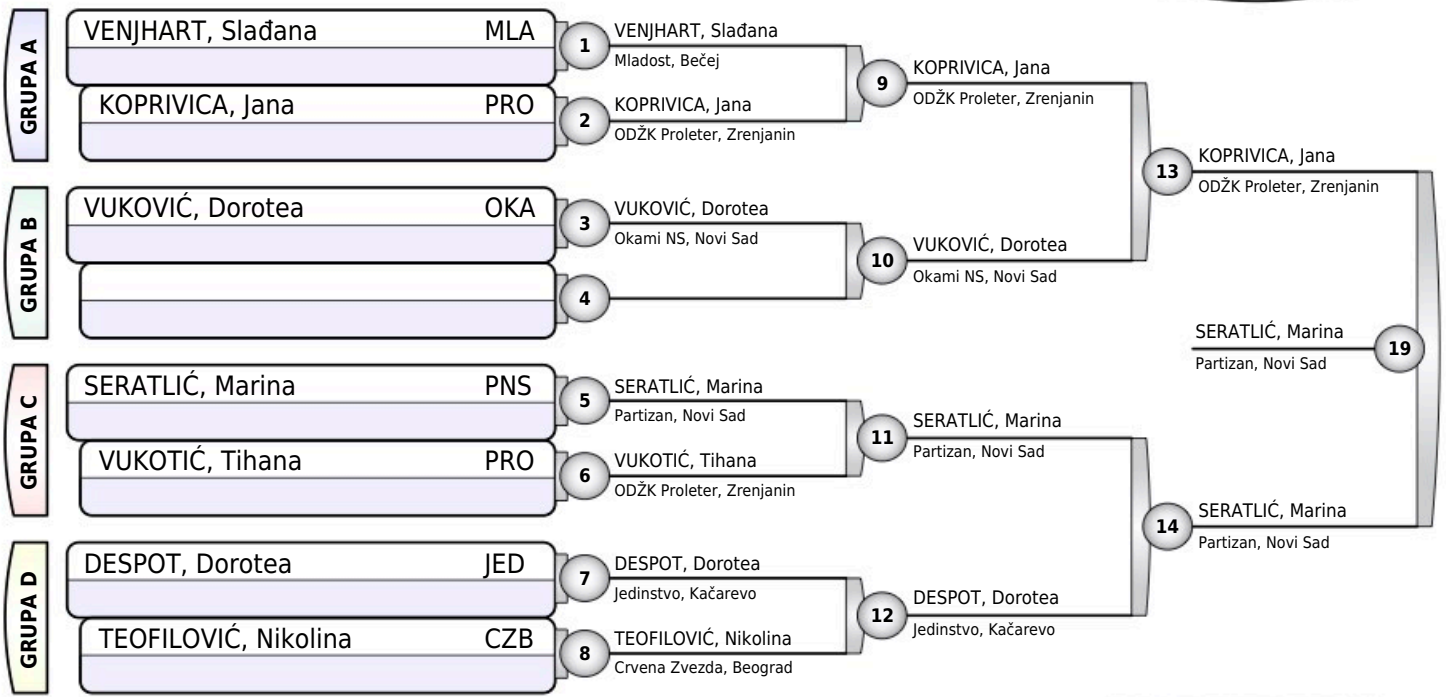 GRUPA A
VENJHART, Slađana MLA
KOPRIVICA, Jana PRO
1
VENJHART, Slađana
Mladost, Bečej
2
KOPRIVICA, Jana
ODŽK Proleter, Zrenjanin
9
KOPRIVICA, Jana
ODŽK Proleter, Zrenjanin
GRUPA B
VUKOVIĆ, Dorotea OKA
3
VUKOVIĆ, Dorotea
Okami NS, Novi Sad
4
10
VUKOVIĆ, Dorotea
Okami NS, Novi Sad
13
KOPRIVICA, Jana
ODŽK Proleter, Zrenjanin
GRUPA C
SERATLIĆ, Marina PNS
VUKOTIĆ, Tihana PRO
5
SERATLIĆ, Marina
Partizan, Novi Sad
6
VUKOTIĆ, Tihana
ODŽK Proleter, Zrenjanin
11
SERATLIĆ, Marina
Partizan, Novi Sad
GRUPA D
DESPOT, Dorotea JED
TEOFILOVIĆ, Nikolina CZB
7
DESPOT, Dorotea
Jedinstvo, Kačarevo
8
TEOFILOVIĆ, Nikolina
Crvena Zvezda, Beograd
12
DESPOT, Dorotea
Jedinstvo, Kačarevo
14
SERATLIĆ, Marina
Partizan, Novi Sad
SERATLIĆ, Marina
Partizan, Novi Sad
19